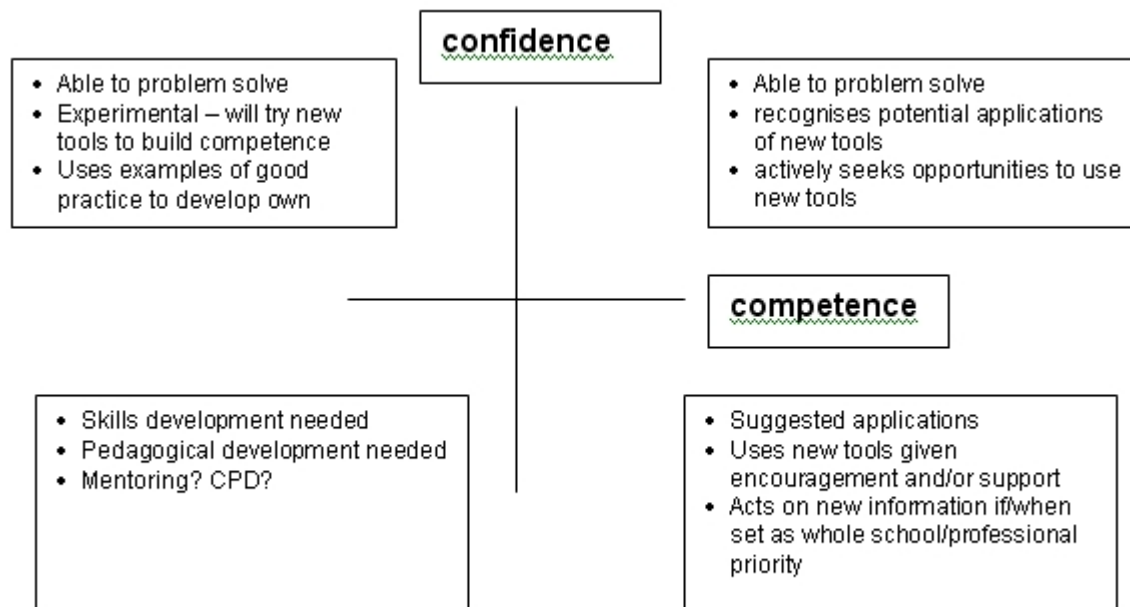 confidence
• Able to problem solve
• Experimental – will try new
tools to build competence
• Uses examples of good
practice to develop own
• Able to problem solve
• recognises potential applications
of new tools
• actively seeks opportunities to use
new tools
competence
• Skills development needed
• Pedagogical development needed
• Mentoring? CPD?
• Suggested applications
• Uses new tools given
encouragement and/or support
• Acts on new information if/when
set as whole school/professional
priority